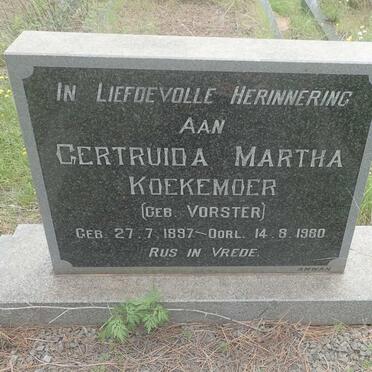 IN LIEFDEVOLLE HERINNERING
AAN
GERTRUIDA MARTHA
KOEKEMOER
(GEB. VORSTER)
GEB. 27.7.1897-OORL. 14.9.1980
RUS IN VREDE.